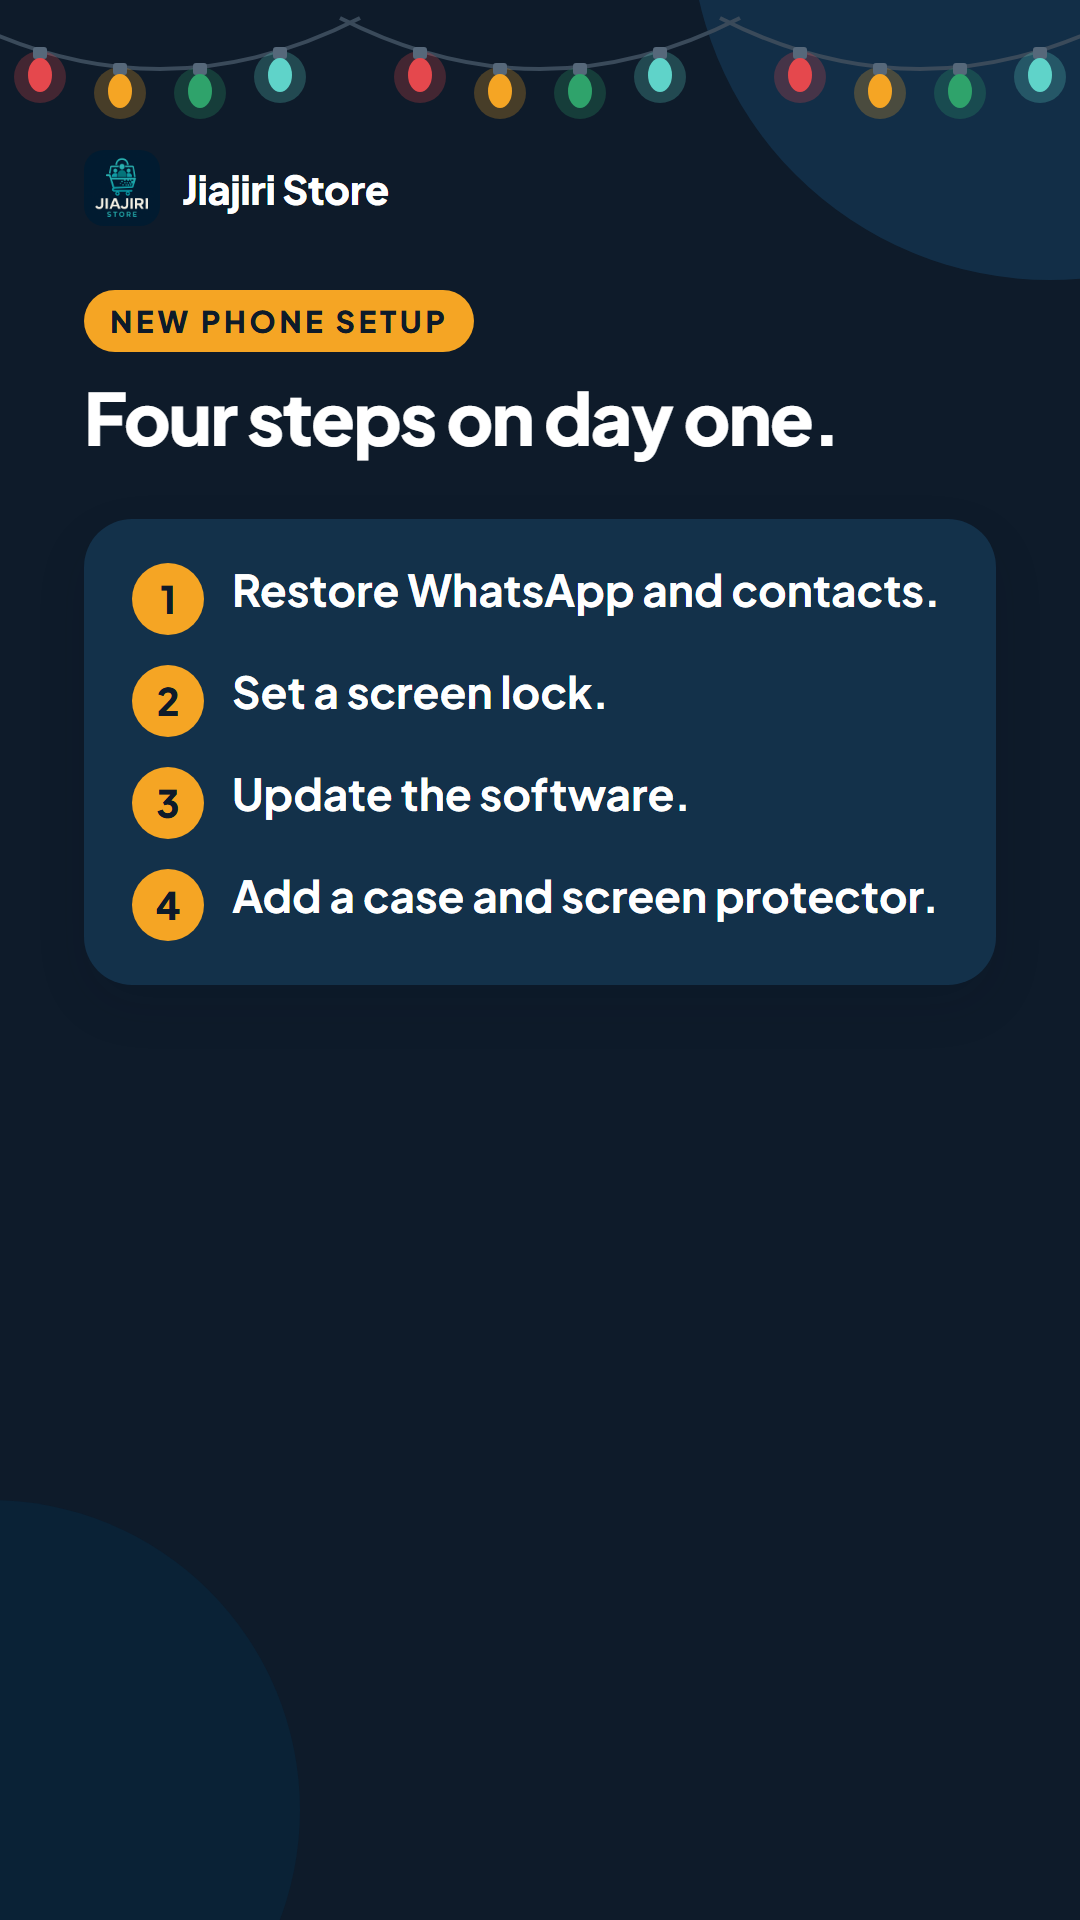 JIAJIRI
STORE
Jiajiri Store
NEW PHONE SETUP
Four steps on day one.
1 Restore WhatsApp and contacts.
2 Set a screen lock.
3 Update the software.
4 Add a case and screen protector.